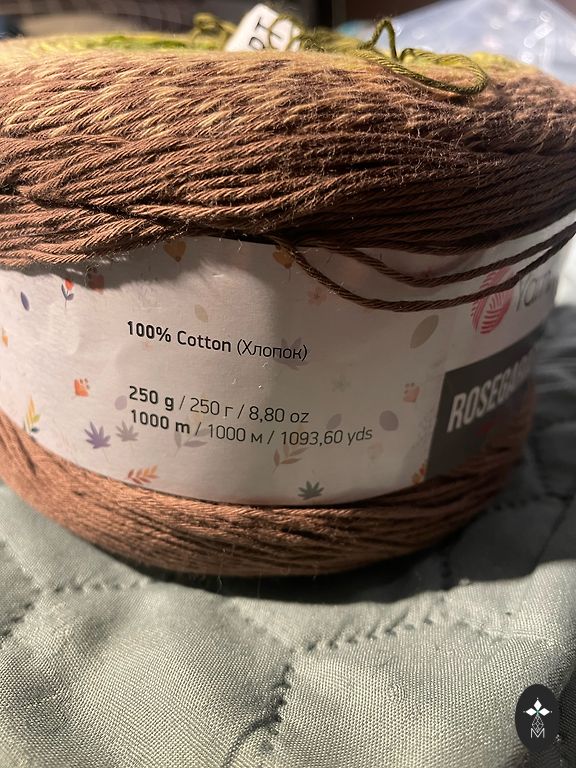 100% Cotton (Хлопок)
250 g / 250 г / 8,80 oz
1000 m / 1000 м / 1093,60 yds